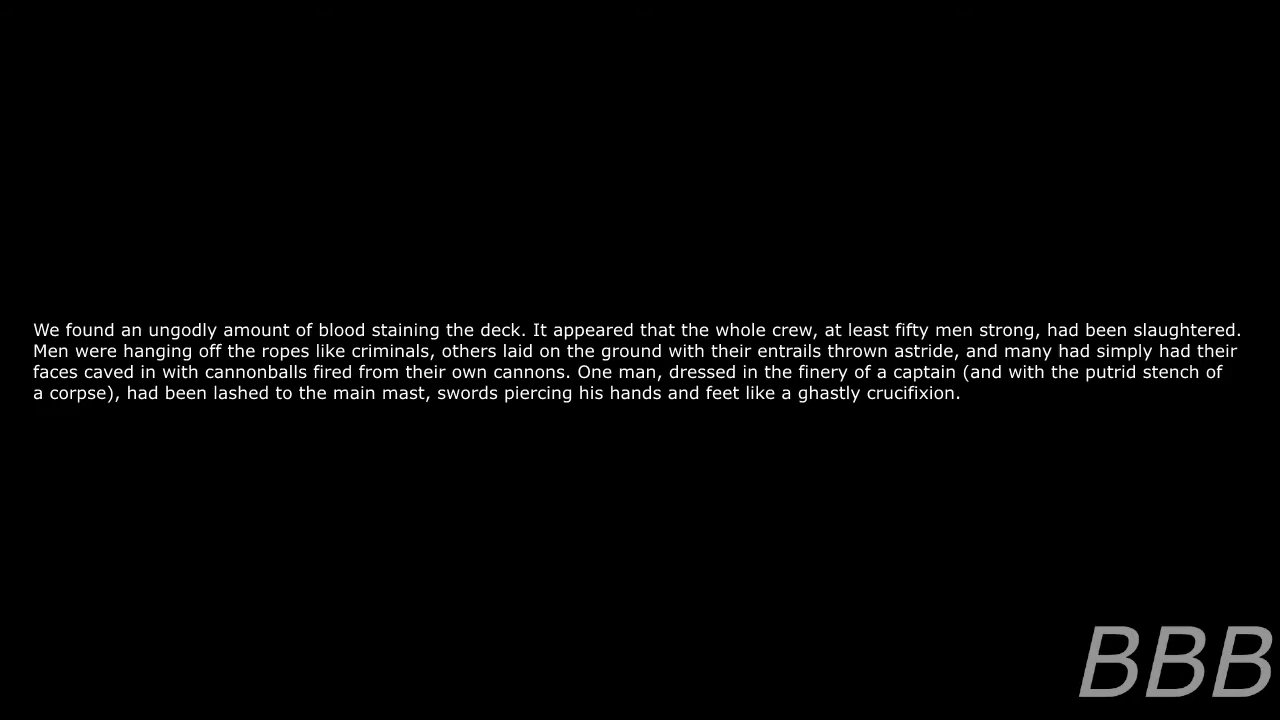 We found an ungodly amount of blood staining the deck. It appeared that the whole crew, at least fifty men strong, had been slaughtered.
Men were hanging off the ropes like criminals, others laid on the ground with their entrails thrown astride, and many had simply had their
faces caved in with cannonballs fired from their own cannons. One man, dressed in the finery of a captain (and with the putrid stench of
a corpse), had been lashed to the main mast, swords piercing his hands and feet like a ghastly crucifixion.
BBB